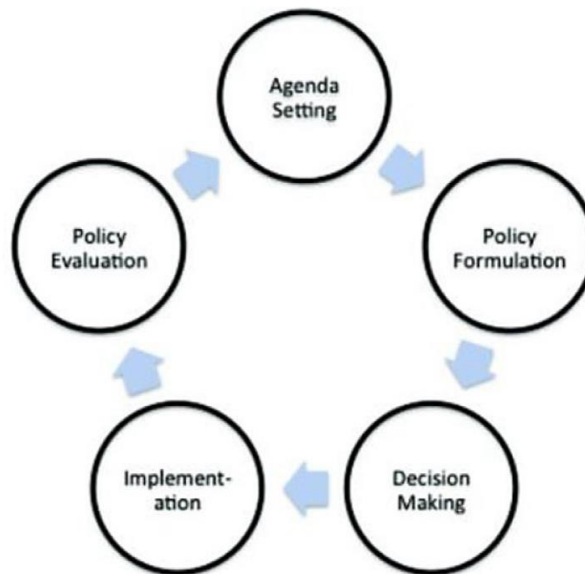 Agenda
Setting
Policy
Formulation
Decision
Making
Implement-
ation
Policy
Evaluation